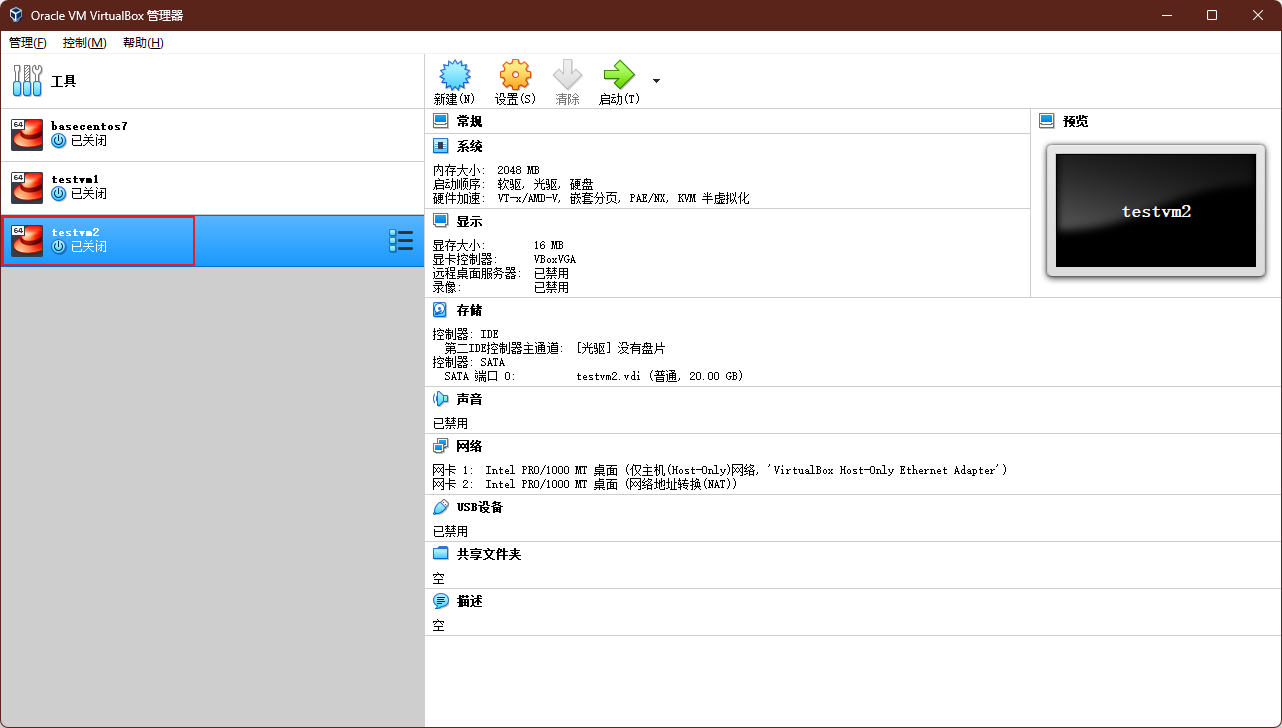 Oracle VM VirtualBox 管理器
管理(F) 控制(M) 帮助(H)
工具
64 basecentos7
已关闭
64 testvm1
已关闭
64 testvm2
已关闭
新建(N) 设置(S) 清除 启动(T)
常规
系统
内存大小: 2048 MB
启动顺序: 软驱, 光驱, 硬盘
硬件加速: VT-x/AMD-V, 嵌套分页, PAE/NX, KVM 半虚拟化
显示
显存大小: 16 MB
显卡控制器: VBoxVGA
远程桌面服务器: 已禁用
录像: 已禁用
预览
testvm2
存储
控制器: IDE
第二IDE控制器主通道: [光驱] 没有盘片
控制器: SATA
SATA 端口 0: testvm2.vdi (普通, 20.00 GB)
声音
已禁用
网络
网卡 1: Intel PRO/1000 MT 桌面 (仅主机(Host-Only)网络, 'VirtualBox Host-Only Ethernet Adapter')
网卡 2: Intel PRO/1000 MT 桌面 (网络地址转换(NAT))
USB设备
已禁用
共享文件夹
空
描述
空